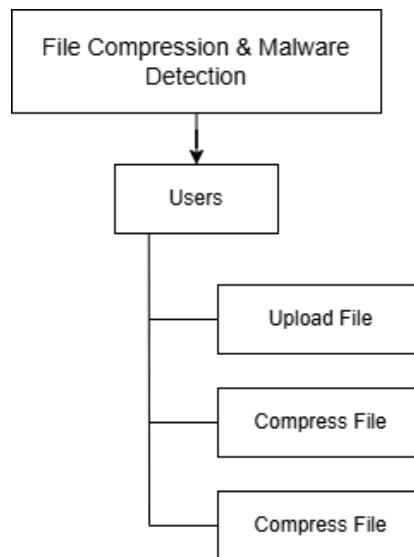 File Compression & Malware
Detection
Users
Upload File
Compress File
Compress File